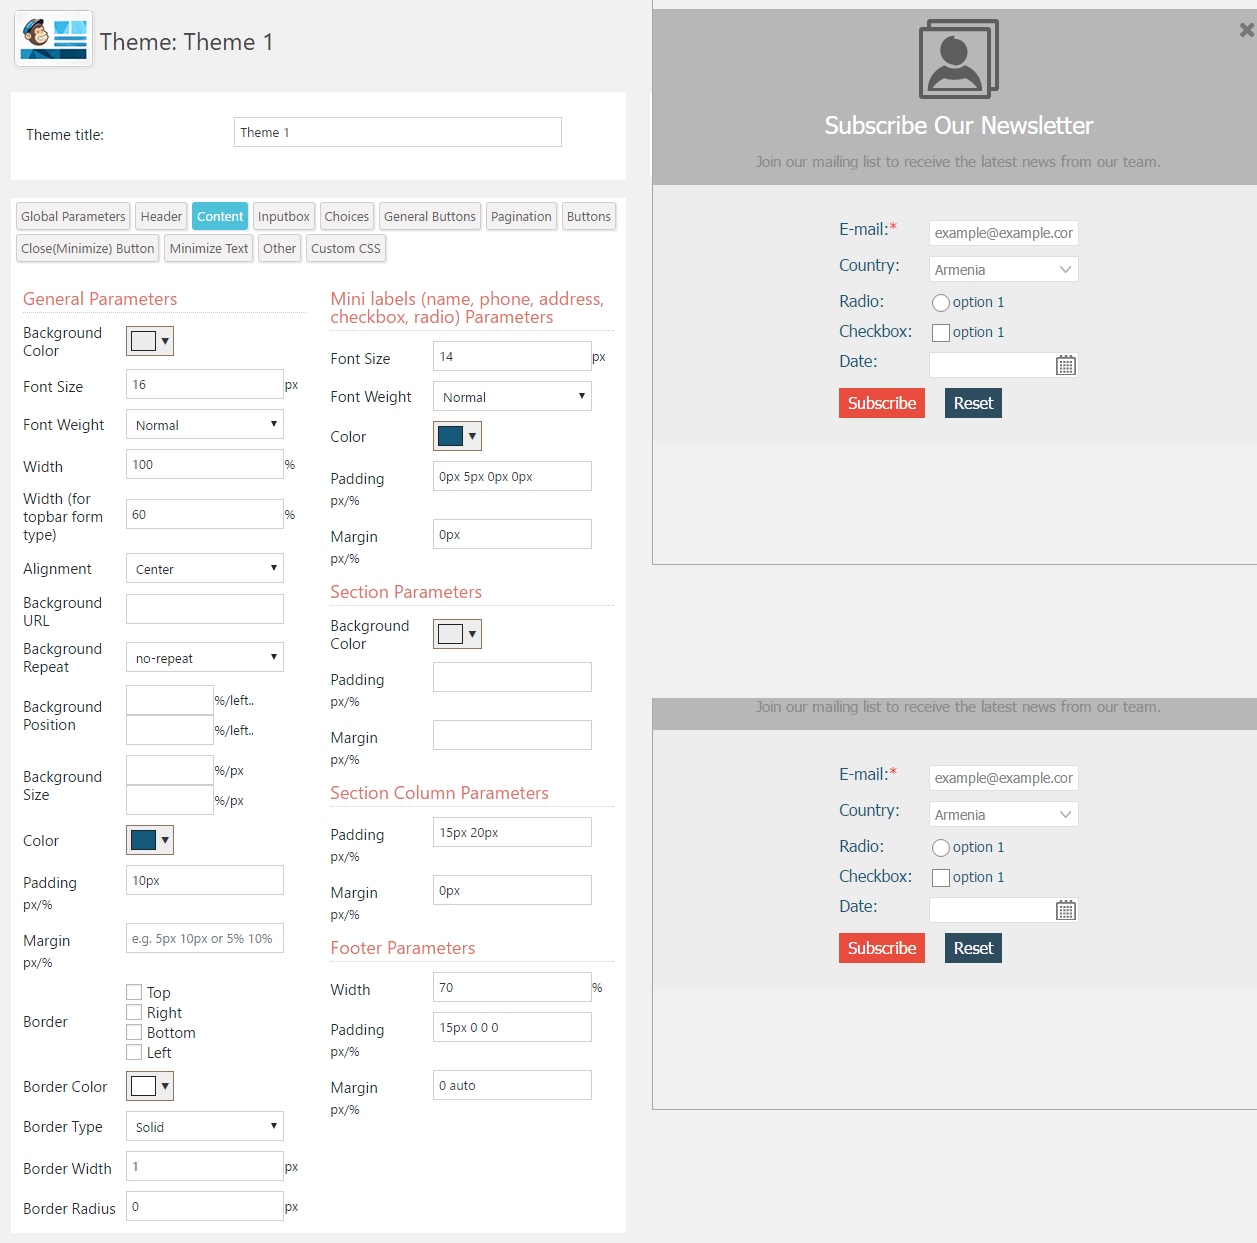 Theme: Theme 1
Theme title:
Theme 1
Global Parameters
Header
Content
Inputbox
Choices
General Buttons
Pagination
Buttons
Close(Minimize) Button
Minimize Text
Other
Custom CSS
General Parameters
Background
Color
Font Size
16
px
Font Weight
Normal
Width
100
%
Width (for
topbar form
type)
60
%
Alignment
Center
Background
URL
Background
Repeat
no-repeat
Background
Position
%/left..
%/left..
Background
Size
%/px
%/px
Color
Padding
px/%
10px
Margin
px/%
e.g. 5px 10px or 5% 10%
Border
Top
Right
Bottom
Left
Border Color
Border Type
Solid
Border Width
1
px
Border Radius
0
px
Mini labels (name, phone, address,
checkbox, radio) Parameters
Font Size
14
px
Font Weight
Normal
Color
Padding
px/%
0px 5px 0px 0px
Margin
px/%
0px
Section Parameters
Background
Color
Padding
px/%
Margin
px/%
Section Column Parameters
Padding
px/%
15px 20px
Margin
px/%
0px
Footer Parameters
Width
70
%
Padding
px/%
15px 0 0 0
Margin
px/%
0 auto
Subscribe Our Newsletter
Join our mailing list to receive the latest news from our team.
E-mail:*
example@example.cor
Country:
Armenia
Radio:
option 1
Checkbox:
option 1
Date:
Subscribe
Reset
Join our mailing list to receive the latest news from our team.
E-mail:*
example@example.cor
Country:
Armenia
Radio:
option 1
Checkbox:
option 1
Date:
Subscribe
Reset